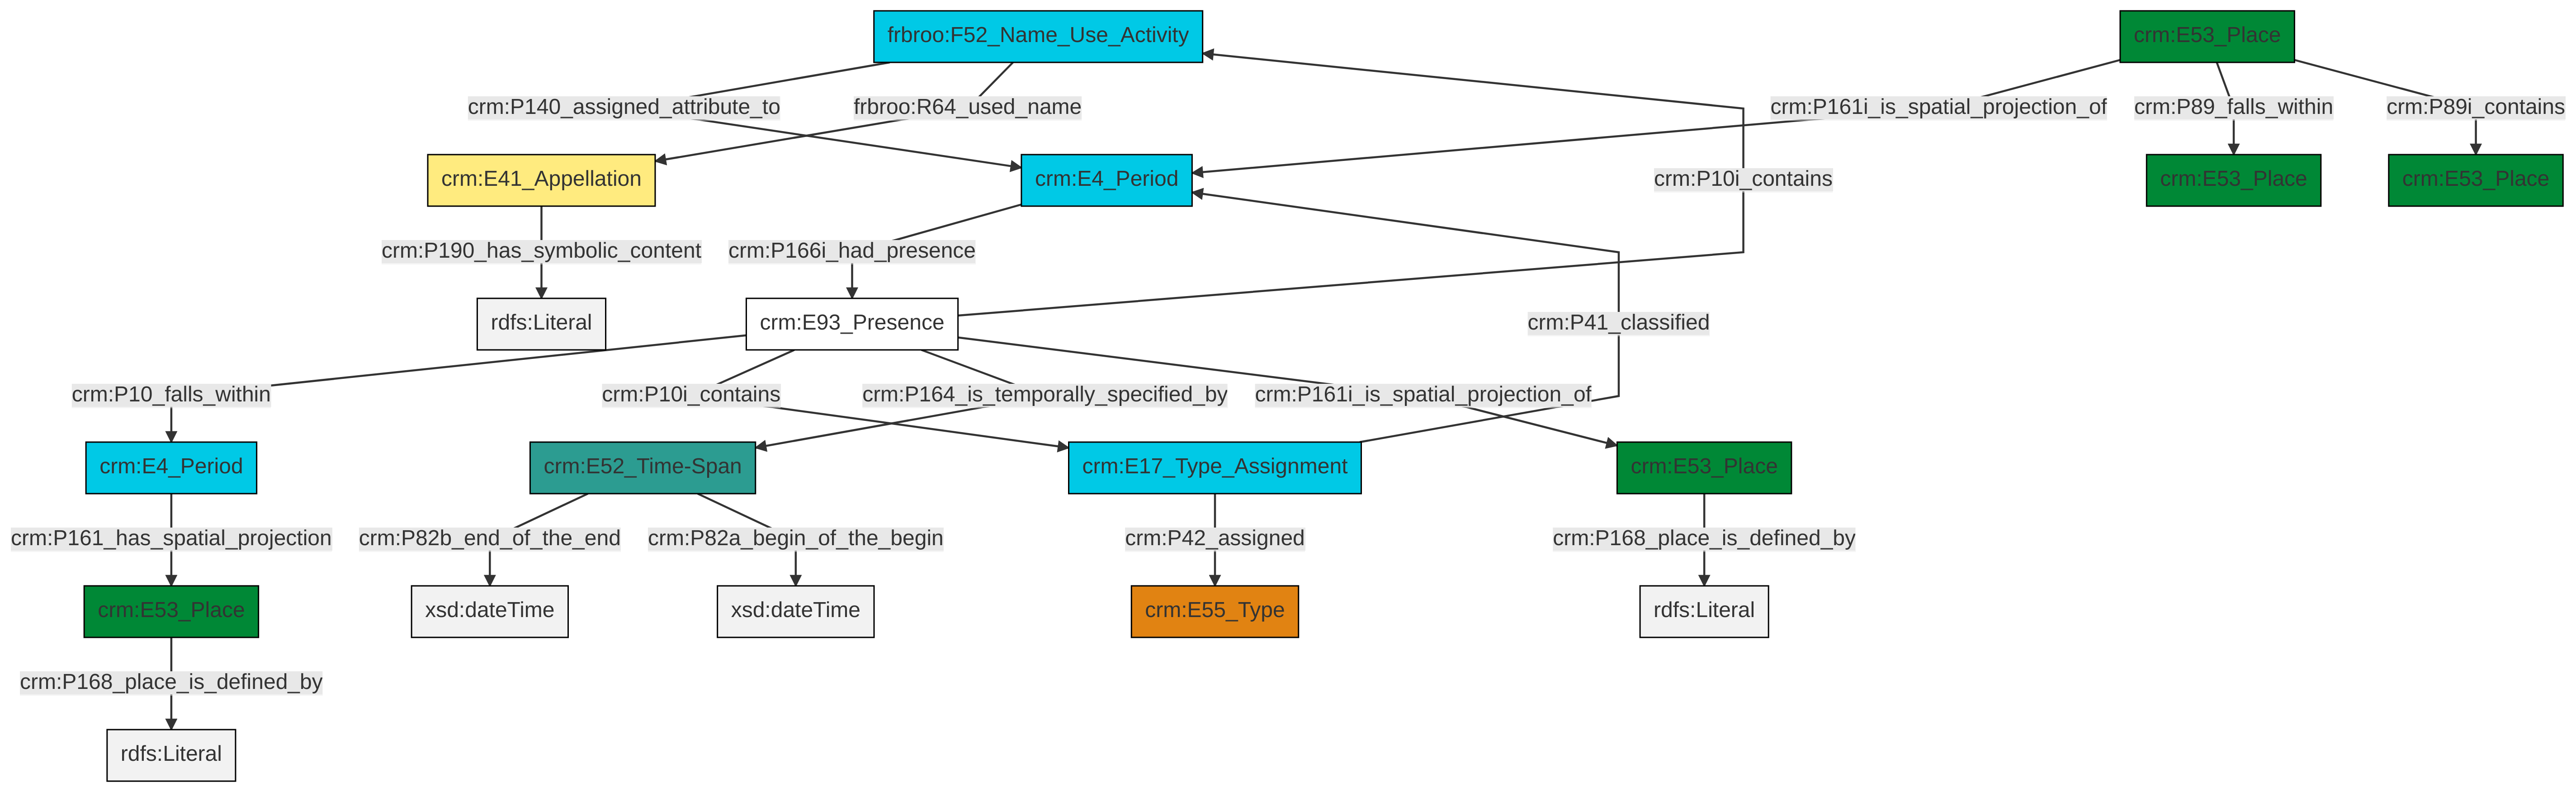 frbroo:F52_Name_Use_Activity
crm:E53_Place
crm:P140_assigned_attribute_to
frbroo:R64_used_name
crm:P161i_is_spatial_projection_of
crm:P89_falls_within
crm:P89i_contains
crm:E41_Appellation
crm:E4_Period
crm:P10i_contains
crm:E53_Place
crm:E53_Place
crm:P190_has_symbolic_content
crm:P166i_had_presence
rdfs:Literal
crm:E93_Presence
crm:P41_classified
crm:P10_falls_within
crm:P10i_contains
crm:P164_is_temporally_specified_by
crm:P161i_is_spatial_projection_of
crm:E4_Period
crm:E52_Time-Span
crm:E17_Type_Assignment
crm:E53_Place
crm:P161_has_spatial_projection
crm:P82b_end_of_the_end
crm:P82a_begin_of_the_begin
crm:P42_assigned
crm:P168_place_is_defined_by
crm:E53_Place
xsd:dateTime
xsd:dateTime
crm:E55_Type
rdfs:Literal
crm:P168_place_is_defined_by
rdfs:Literal